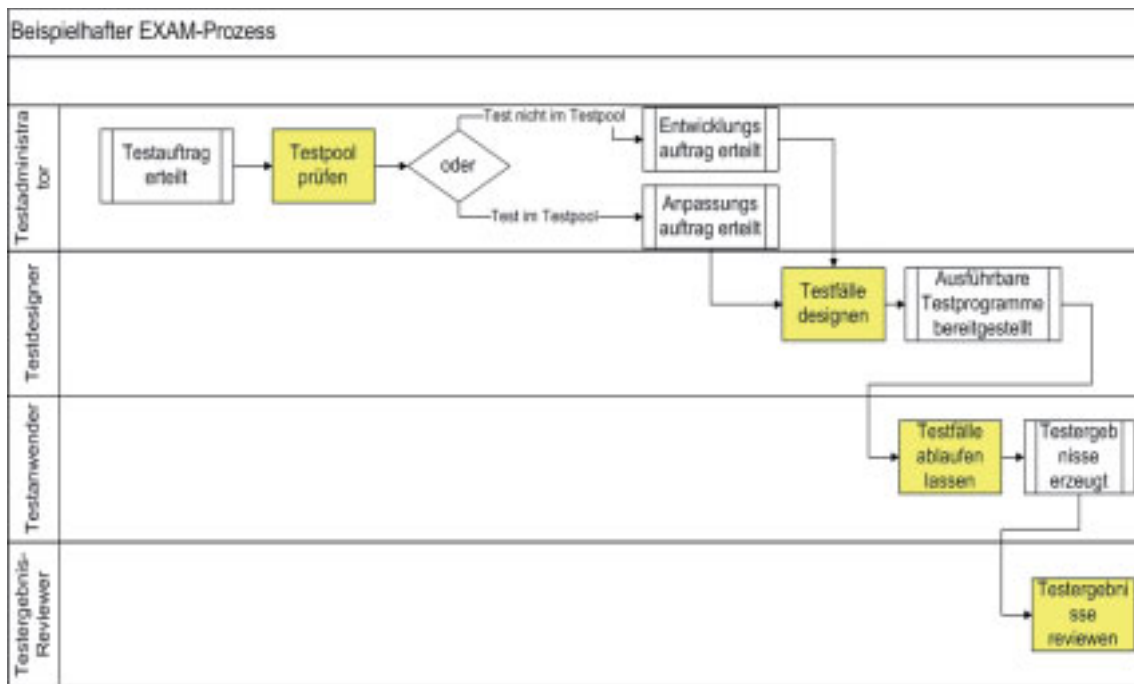 Beispielhafter EXAM-Prozess
Testadministra
tor
Testauftrag
erteilt
Testpool
prüfen
oder
Test nicht im Testpool
Entwicklungs
auftrag erteilt
Test im Testpool
Anpassungs
auftrag erteilt
Testdesigner
Testfälle
designen
Ausführbare
Testprogramme
bereitgestellt
Testanwender
Testfälle
ablaufen
lassen
Testergeb
nisse
erzeugt
Testergebnis-
Reviewer
Testergebni
sse
reviewen